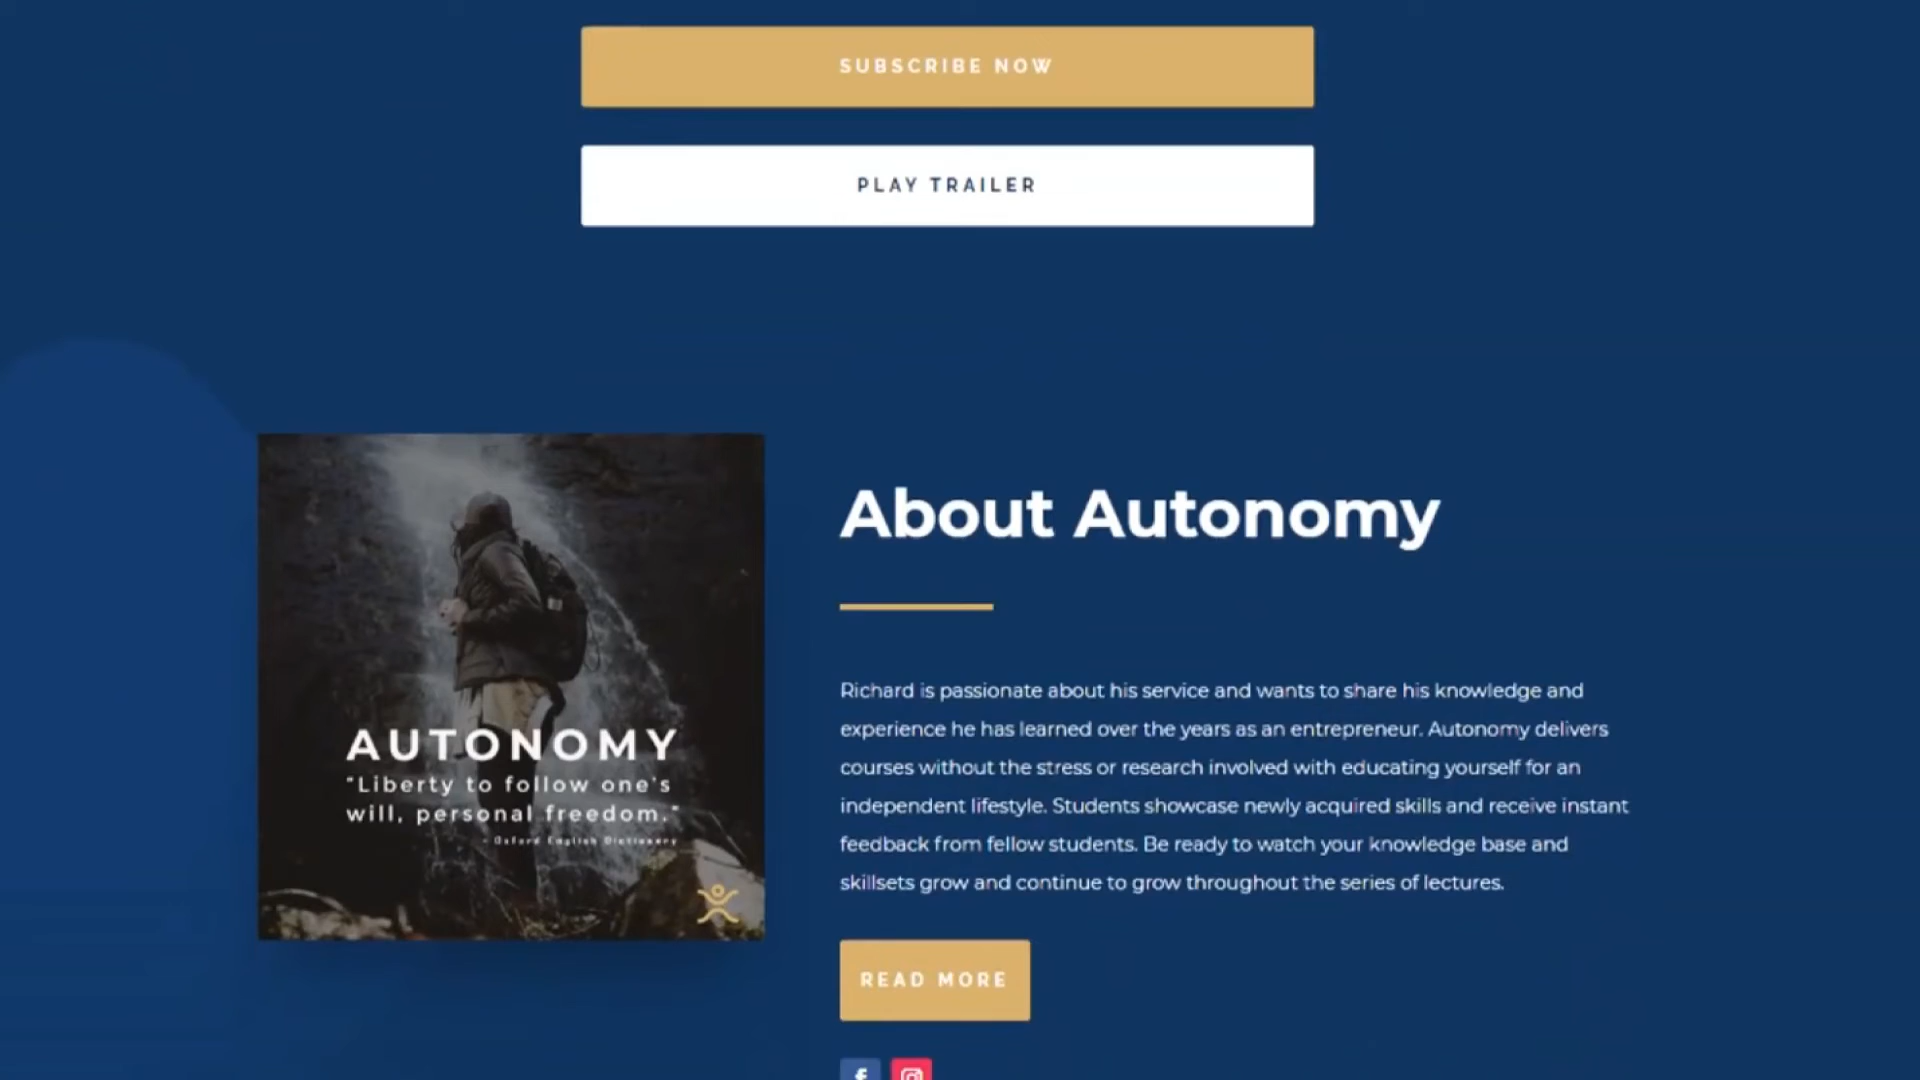 SUBSCRIBE NOW
PLAY TRAILER
AUTONOMY
"Liberty to follow one's
will, personal freedom."
- Oxford English Dictionary
About Autonomy
Richard is passionate about his service and wants to share his knowledge and
experience he has learned over the years as an entrepreneur. Autonomy delivers
courses without the stress or research involved with educating yourself for an
independent lifestyle. Students showcase newly acquired skills and receive instant
feedback from fellow students. Be ready to watch your knowledge base and
skillsets grow and continue to grow throughout the series of lectures.
READ MORE